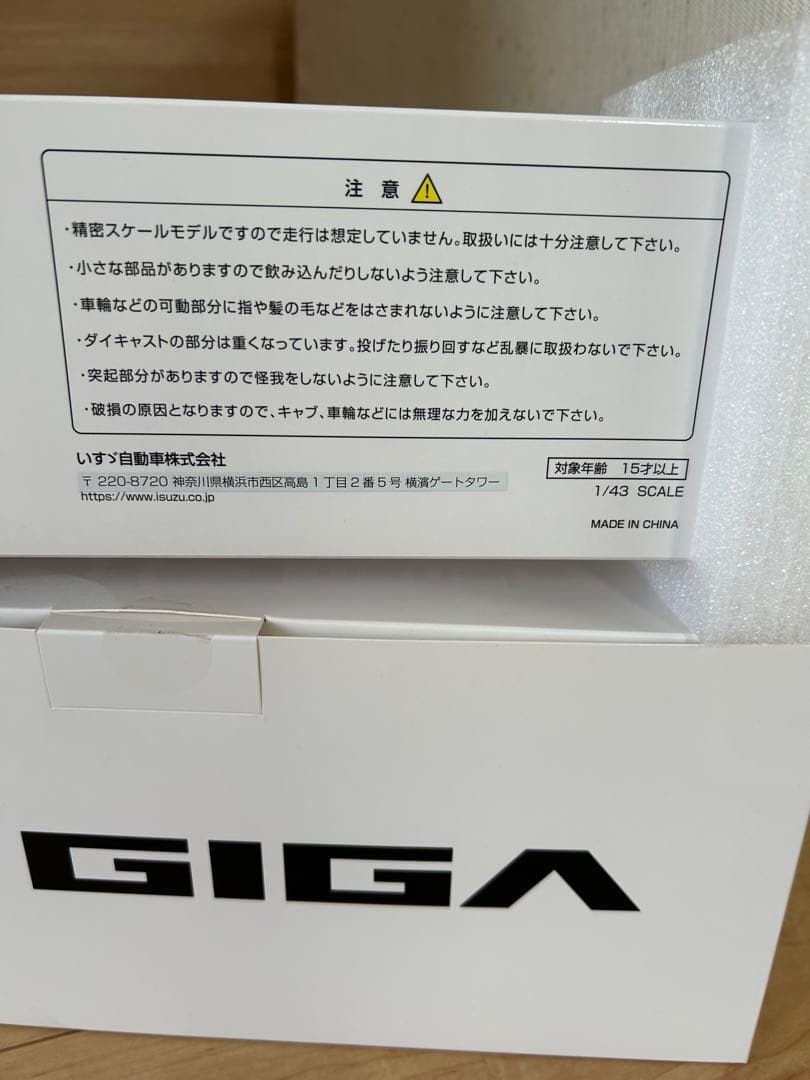 注 意
・精密スケールモデルですので走行は想定していません。取扱いには十分注意して下さい。
・小さな部品がありますので飲み込んだりしないよう注意して下さい。
・車輪などの可動部分に指や髪の毛などをはさまれないように注意して下さい。
・ダイキャストの部分は重くなっています。投げたり振り回すなど乱暴に取扱わないで下さい。
・突起部分がありますので怪我をしないように注意して下さい。
・破損の原因となりますので、キャブ、車輪などには無理な力を加えないで下さい。
いすゞ自動車株式会社
〒 220-8720 神奈川県横浜市西区高島1丁目2番5号 横濱ゲートタワー
https://www.isuzu.co.jp
対象年齢 15才以上
1/43 SCALE
MADE IN CHINA
GIGA